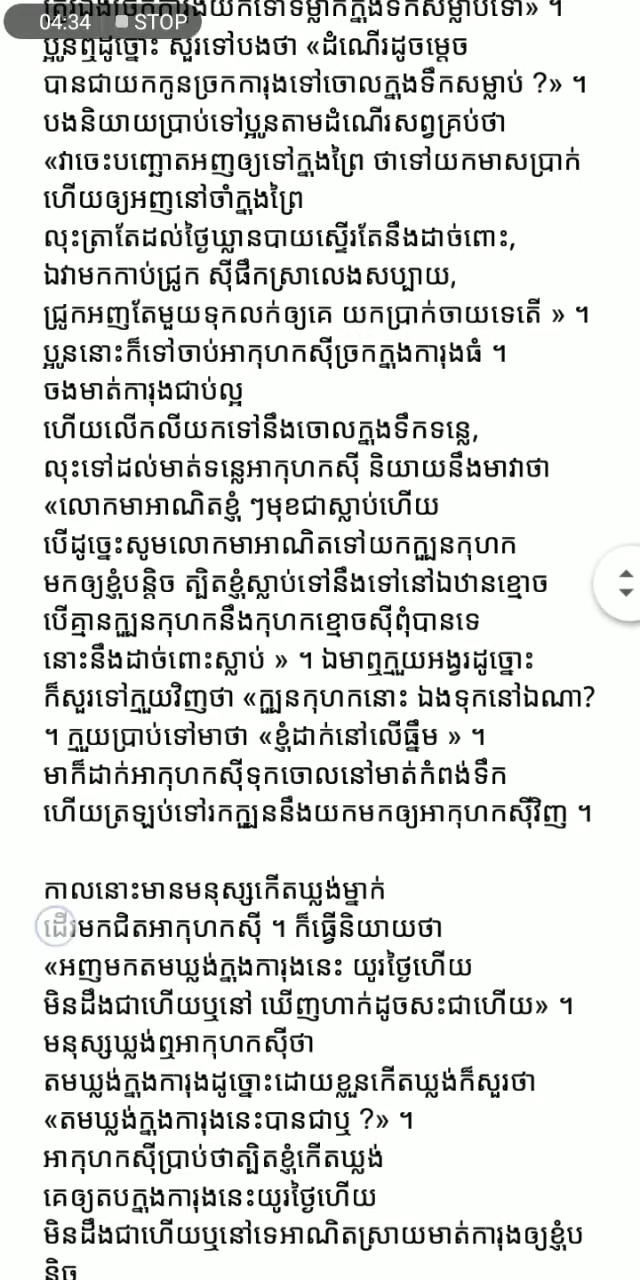 04:34 STOP
ប្អូនឮដូច្នោះ សួរទៅបងថា «ដំណើរដូចម្ដេច
បានជាយកកូនច្រកការុងទៅចោលក្នុងទឹកសម្លាប់ ?» ។
បងនិយាយប្រាប់ទៅប្អូនតាមដំណើរសព្វគ្រប់ថា
«វាចេះបញ្ឆោតអញឲ្យទៅក្នុងព្រៃ ថាទៅយកមាសប្រាក់
ហើយឲ្យអញនៅចាំក្នុងព្រៃ
លុះត្រាតែដល់ថ្ងៃឃ្លានបាយស្ទើរតែនឹងដាច់ពោះ,
ឯវាមកកាប់ជ្រូក ស៊ីផឹកស្រាលេងសប្បាយ,
ជ្រូកអញតែមួយទុកលក់ឲ្យគេ យកប្រាក់ចាយទេតើ » ។
ប្អូននោះក៏ទៅចាប់អាកុហកស៊ីច្រកក្នុងការុងធំ ។
ចងមាត់ការុងជាប់ល្អ
ហើយលើកលីយកទៅនឹងចោលក្នុងទឹកទន្លេ,
លុះទៅដល់មាត់ទន្លេអាកុហកស៊ី និយាយនឹងមាវាថា
«លោកមាអាណិតខ្ញុំ ៗមុខជាស្លាប់ហើយ
បើដូច្នេះសូមលោកមាអាណិតទៅយកក្បួនកុហក
មកឲ្យខ្ញុំបន្តិច ត្បិតខ្ញុំស្លាប់ទៅនឹងទៅនៅឯឋានខ្មោច
បើគ្មានក្បួនកុហកនឹងកុហកខ្មោចស៊ីពុំបានទេ
នោះនឹងដាច់ពោះស្លាប់ » ។ ឯមាឮក្មួយអង្វរដូច្នោះ
ក៏សួរទៅក្មួយវិញថា «ក្បួនកុហកនោះ ឯងទុកនៅឯណា?
។ ក្មួយប្រាប់ទៅមាថា «ខ្ញុំដាក់នៅលើធ្នឹម » ។
មាក៏ដាក់អាកុហកស៊ីទុកចោលនៅមាត់កំពង់ទឹក
ហើយត្រឡប់ទៅរកក្បួននឹងយកមកឲ្យអាកុហកស៊ីវិញ ។
កាលនោះមានមនុស្សកើតឃ្លង់ម្នាក់
ដើរមកជិតអាកុហកស៊ី ។ ក៏ធ្វើនិយាយថា
«អញមកតមឃ្លង់ក្នុងការុងនេះ យូរថ្ងៃហើយ
មិនដឹងជាហើយឬនៅ ឃើញហាក់ដូចសះជាហើយ» ។
មនុស្សឃ្លង់ឮអាកុហកស៊ីថា
តមឃ្លង់ក្នុងការុងដូច្នោះដោយខ្លួនកើតឃ្លង់ក៏សួរថា
«តមឃ្លង់ក្នុងការុងនេះបានជាឬ ?» ។
អាកុហកស៊ីប្រាប់ថាត្បិតខ្ញុំកើតឃ្លង់
គេឲ្យតបក្នុងការុងនេះយូរថ្ងៃហើយ
មិនដឹងជាហើយឬនៅទេអាណិតស្រាយមាត់ការុងឲ្យខ្ញុំប